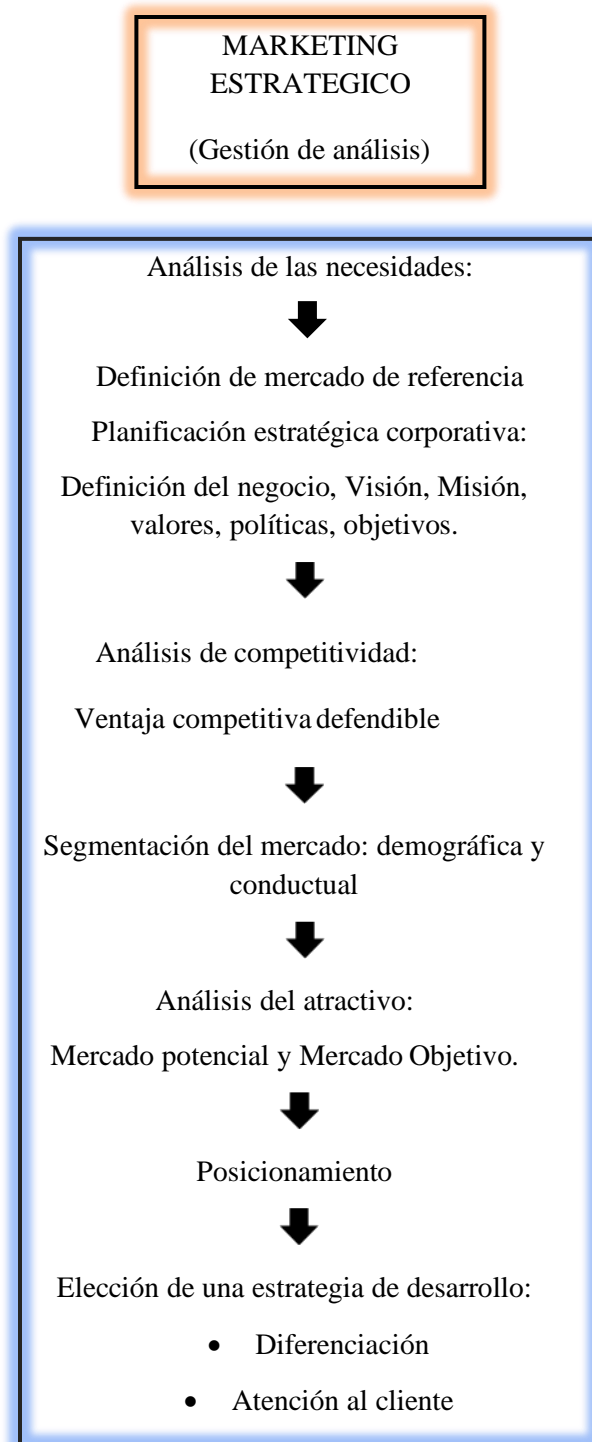 MARKETING
ESTRATEGICO
(Gestión de análisis)
Análisis de las necesidades:
Definición de mercado de referencia
Planificación estratégica corporativa:
Definición del negocio, Visión, Misión,
valores, políticas, objetivos.
Análisis de competitividad:
Ventaja competitiva defendible
Segmentación del mercado: demográfica y
conductual
Análisis del atractivo:
Mercado potencial y Mercado Objetivo.
Posicionamiento
Elección de una estrategia de desarrollo:
• Diferenciación
• Atención al cliente